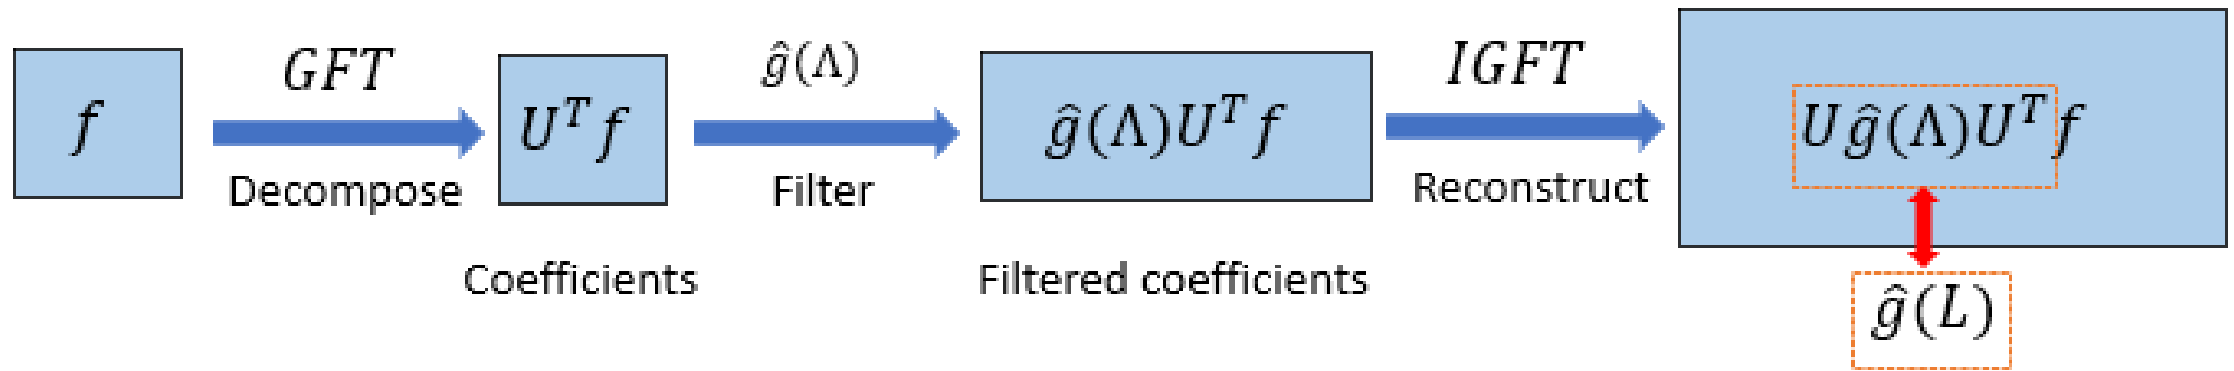 f
GFT
Decompose
U^T f
Coefficients
ĝ(Λ)
Filter
ĝ(Λ)U^T f
Filtered coefficients
IGFT
Reconstruct
Uĝ(Λ)U^T f
ĝ(L)